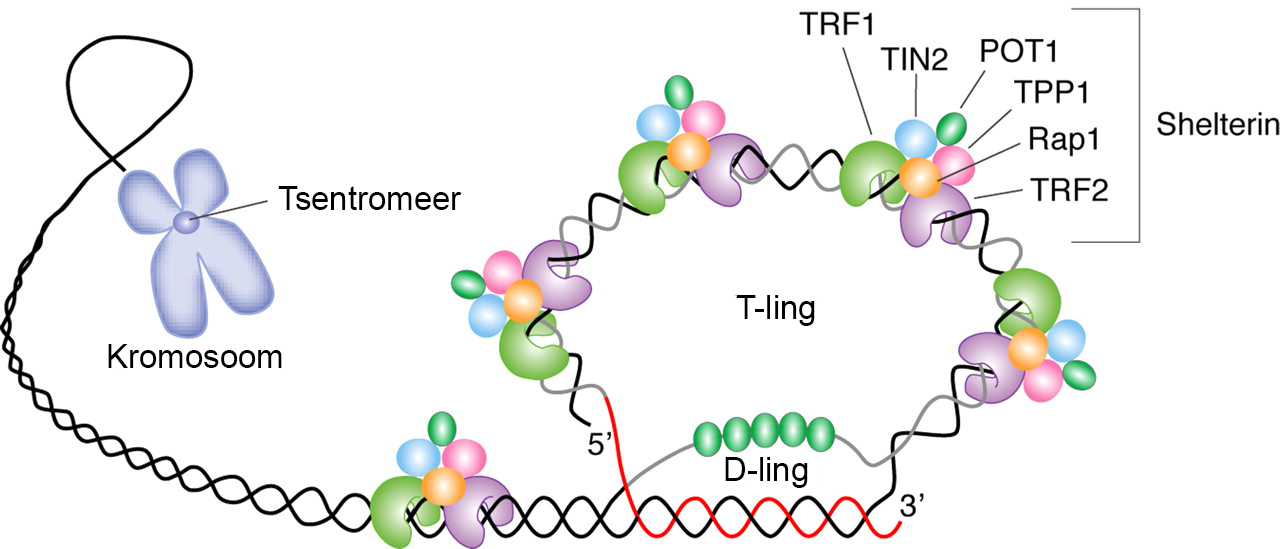 TRF1
TIN2
POT1
TPP1
Shelterin
Rap1
TRF2
Tsentromeer
T-ling
Kromosoom
5’
D-ling
3’